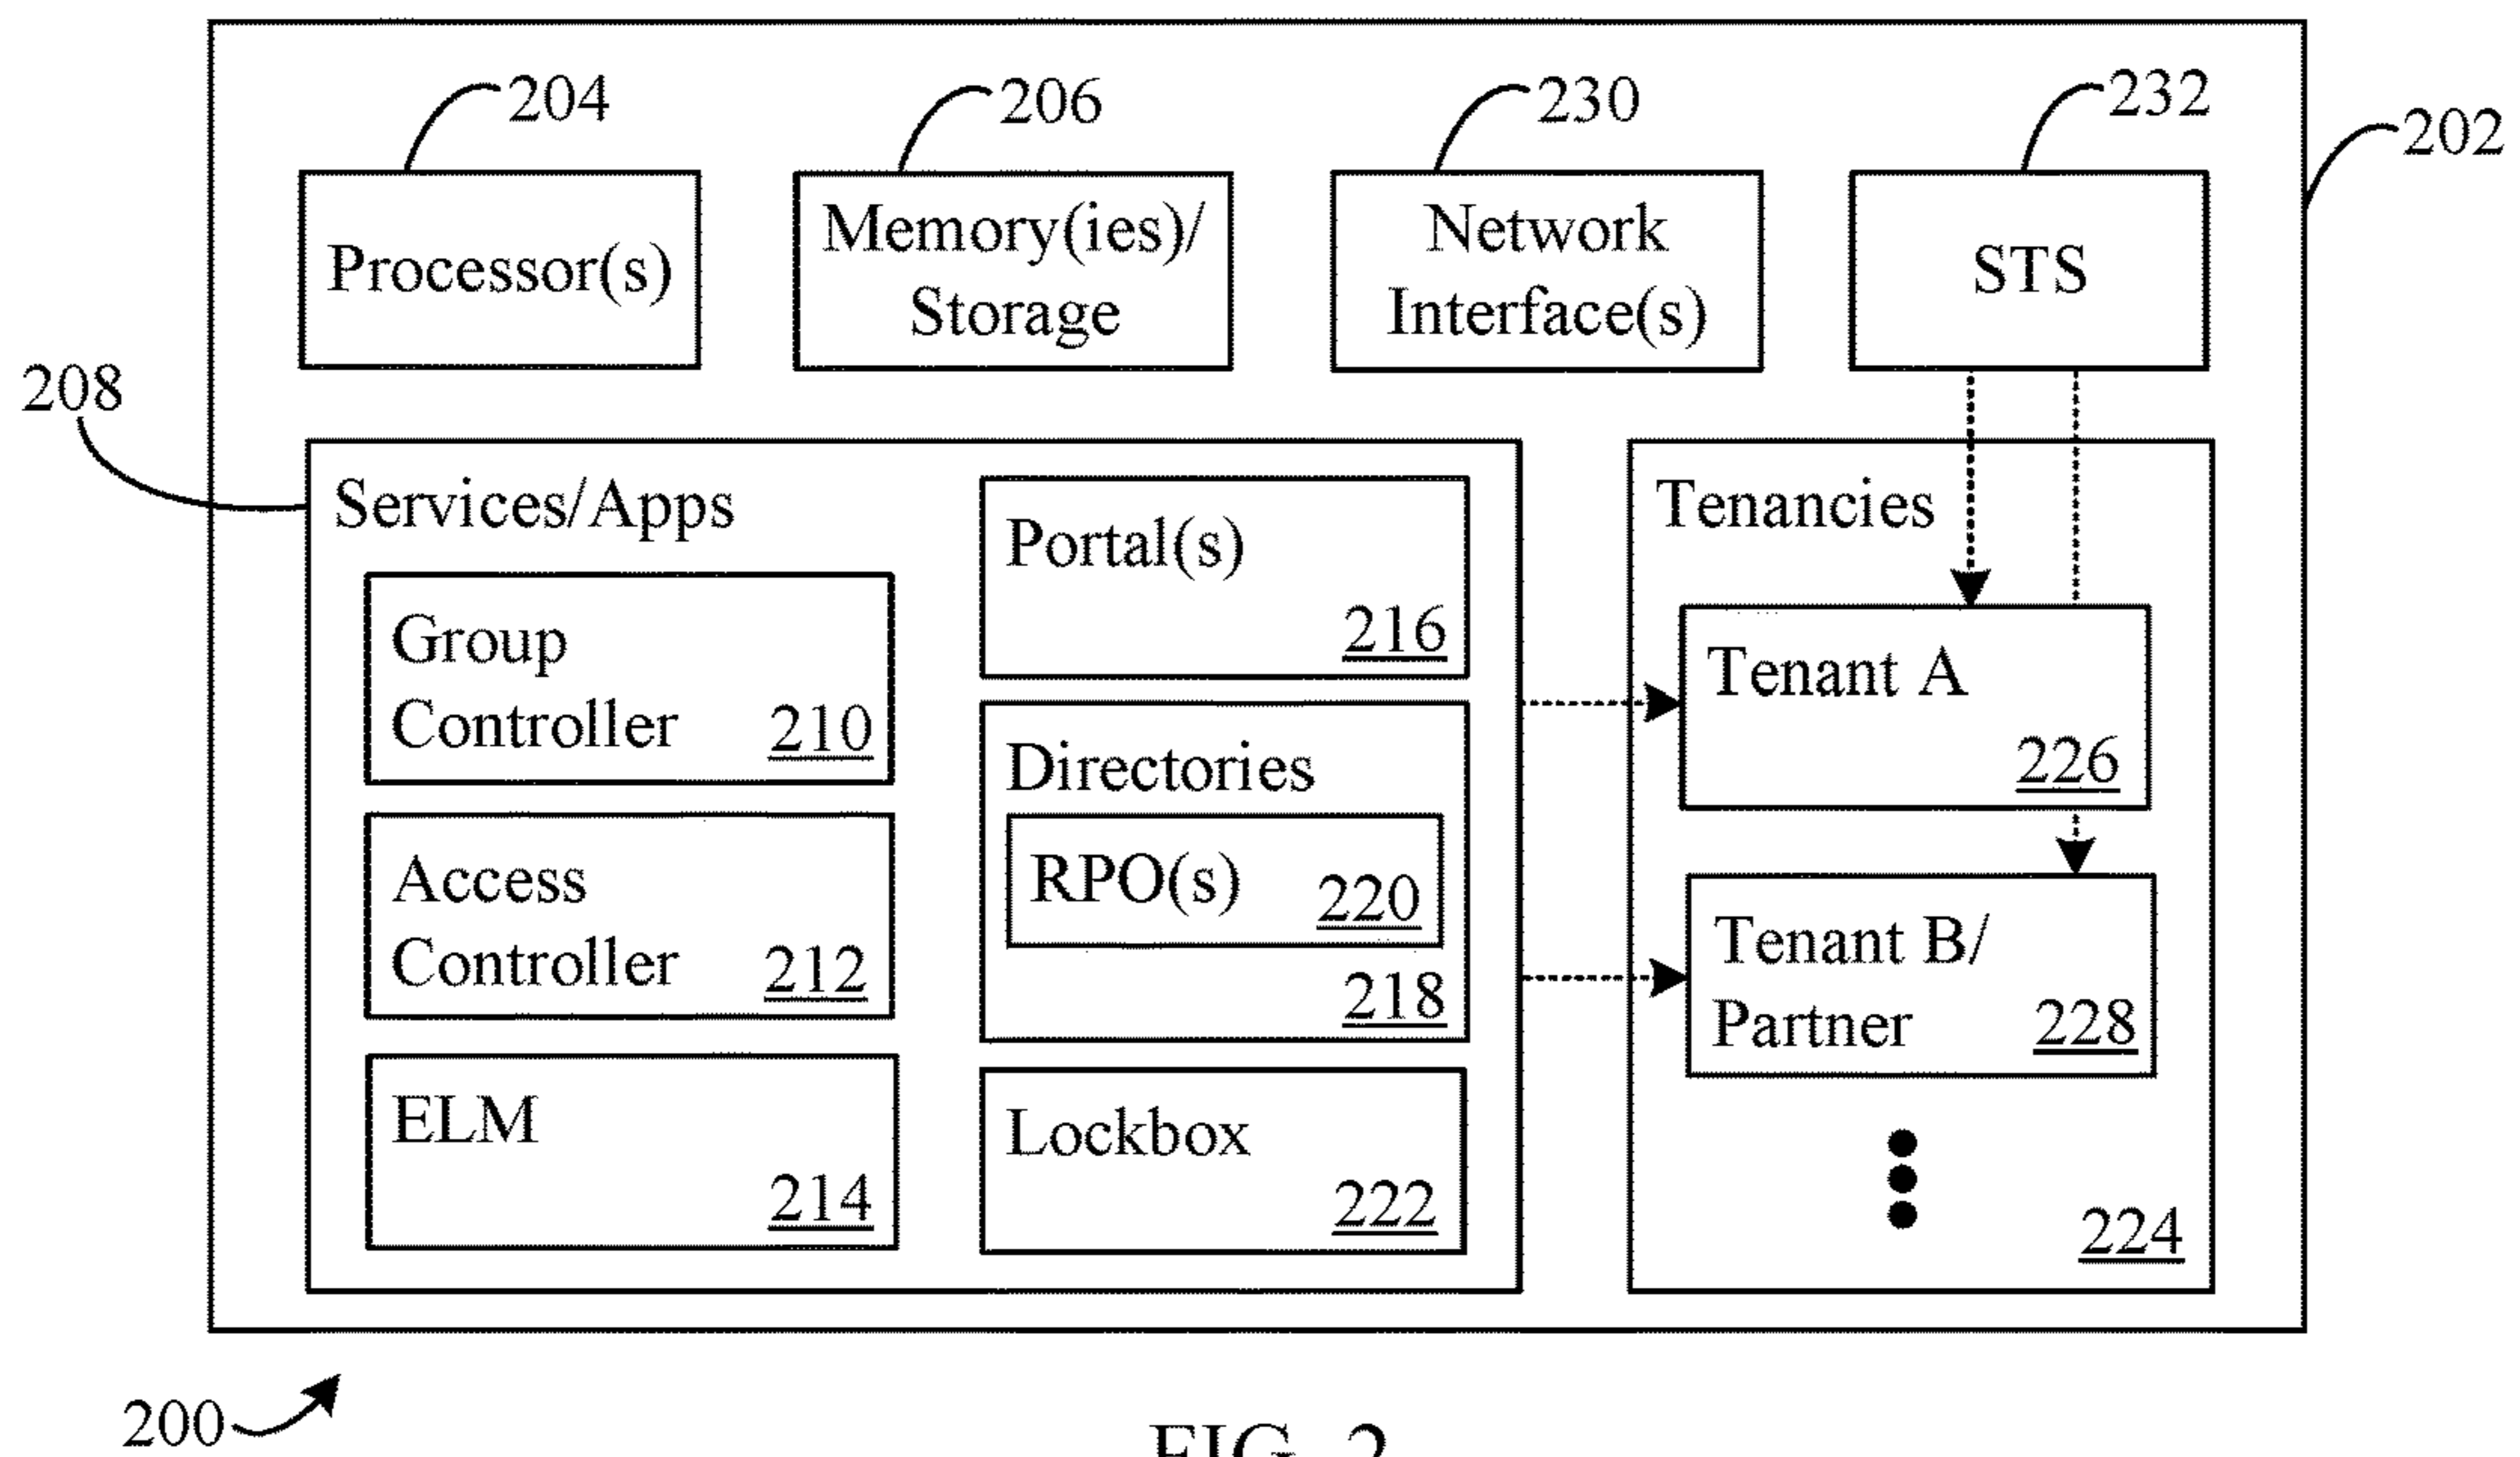 204
206
230
232
202
Processor(s)
Memory(ies)/
Storage
Network
Interface(s)
STS
208
Services/Apps
Group
Controller 210
Access
Controller 212
ELM
214
Portal(s)
216
Directories
RPO(s) 220
218
Lockbox
222
Tenancies
Tenant A
226
Tenant B/
Partner 228
224
200
FIG. 2